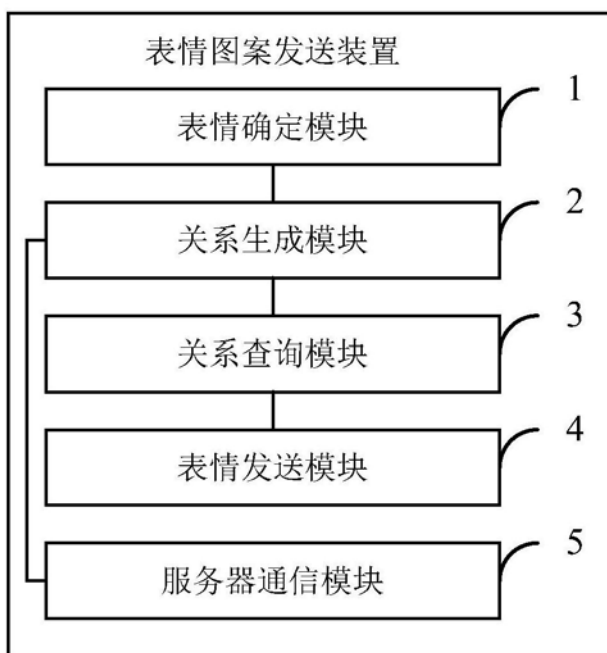 表情图案发送装置
1
表情确定模块
2
关系生成模块
3
关系查询模块
4
表情发送模块
5
服务器通信模块